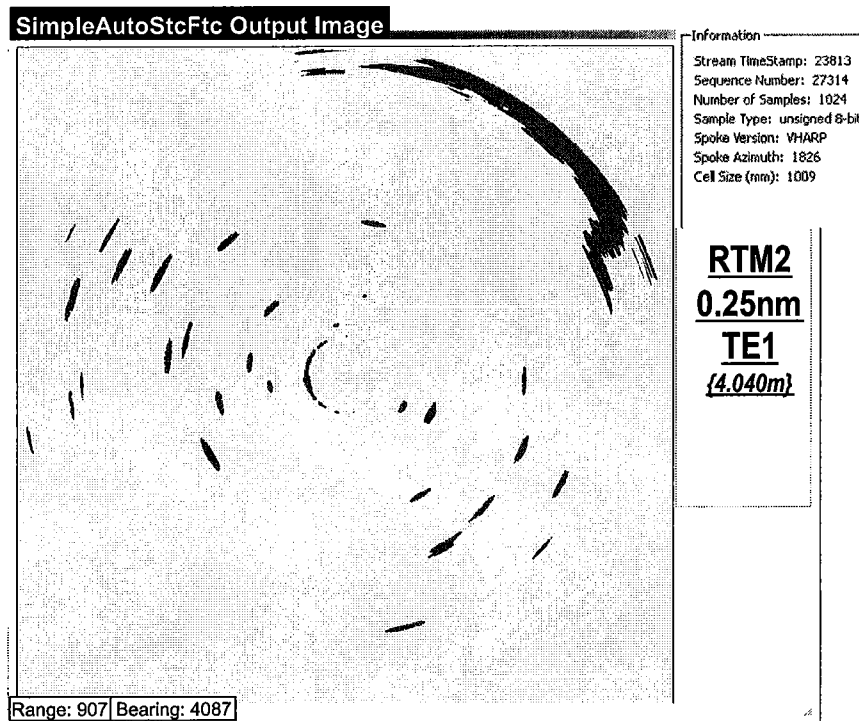 SimpleAutoStcFtc Output Image
Information
Stream TimeStamp: 23813
Sequence Number: 27314
Number of Samples: 1024
Sample Type: unsigned 8-bit
Spoke Version: VHARP
Spoke Azimuth: 1826
Cell Size (mm): 1009
RTM2
0.25nm
TE1
{4.040m}
Range: 907 Bearing: 4087